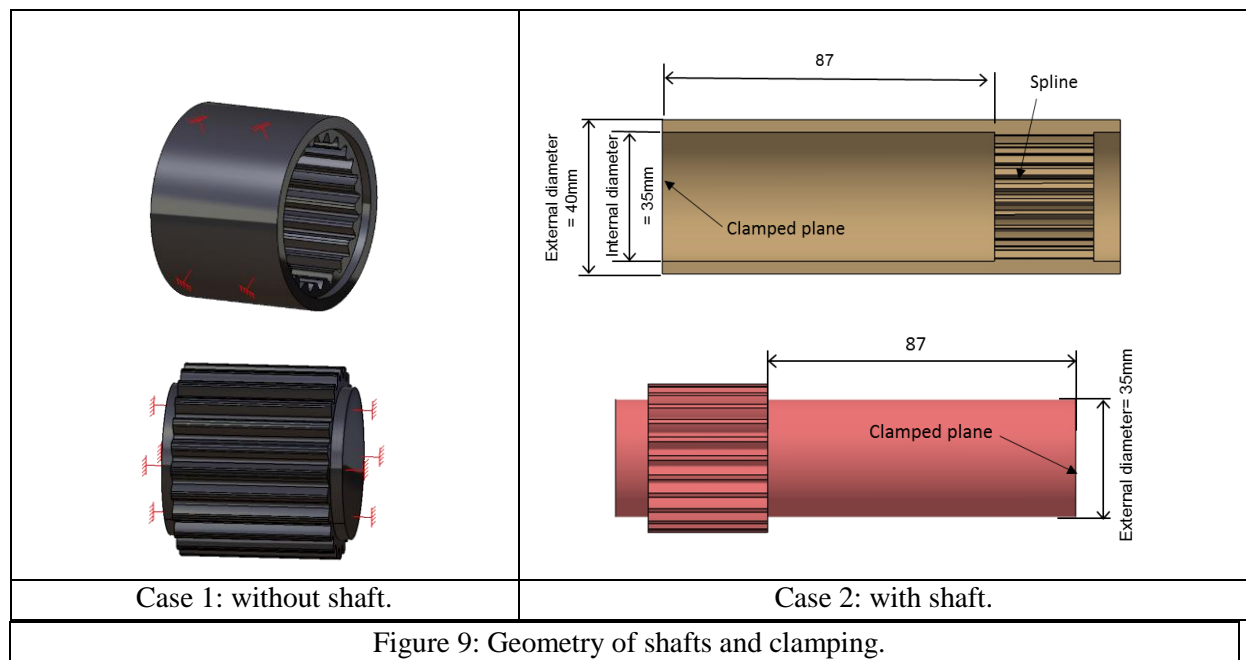 87
Spline
External diameter
= 40mm
Internal diameter
= 35mm
Clamped plane
87
Clamped plane
External diameter= 35mm
Case 1: without shaft.
Case 2: with shaft.
Figure 9: Geometry of shafts and clamping.